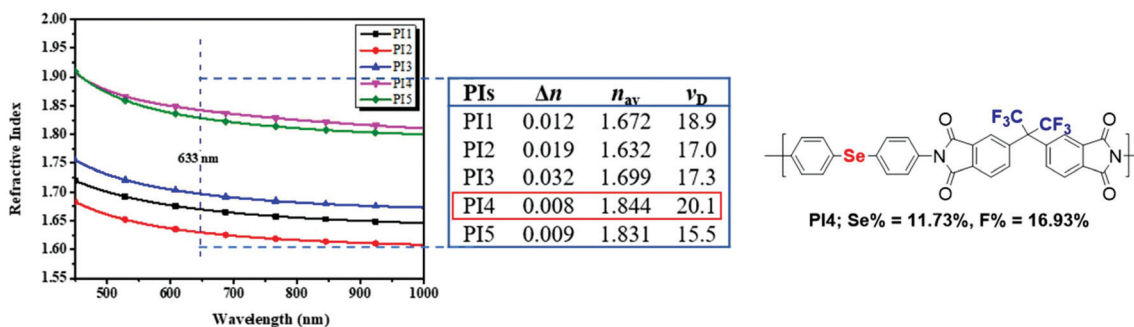 2.00
1.95
1.90
1.85
1.80
1.75
1.70
1.65
1.60
1.55
Refractive Index
500
600
700
800
900
1000
Wavelength (nm)
633 nm
PI1
PI2
PI3
PI4
PI5
PIs Δn n_av ν_D
PI1 0.012 1.672 18.9
PI2 0.019 1.632 17.0
PI3 0.032 1.699 17.3
PI4 0.008 1.844 20.1
PI5 0.009 1.831 15.5
F₃C
CF₃
O
O
Se
N
N
O
O
PI4; Se% = 11.73%, F% = 16.93%